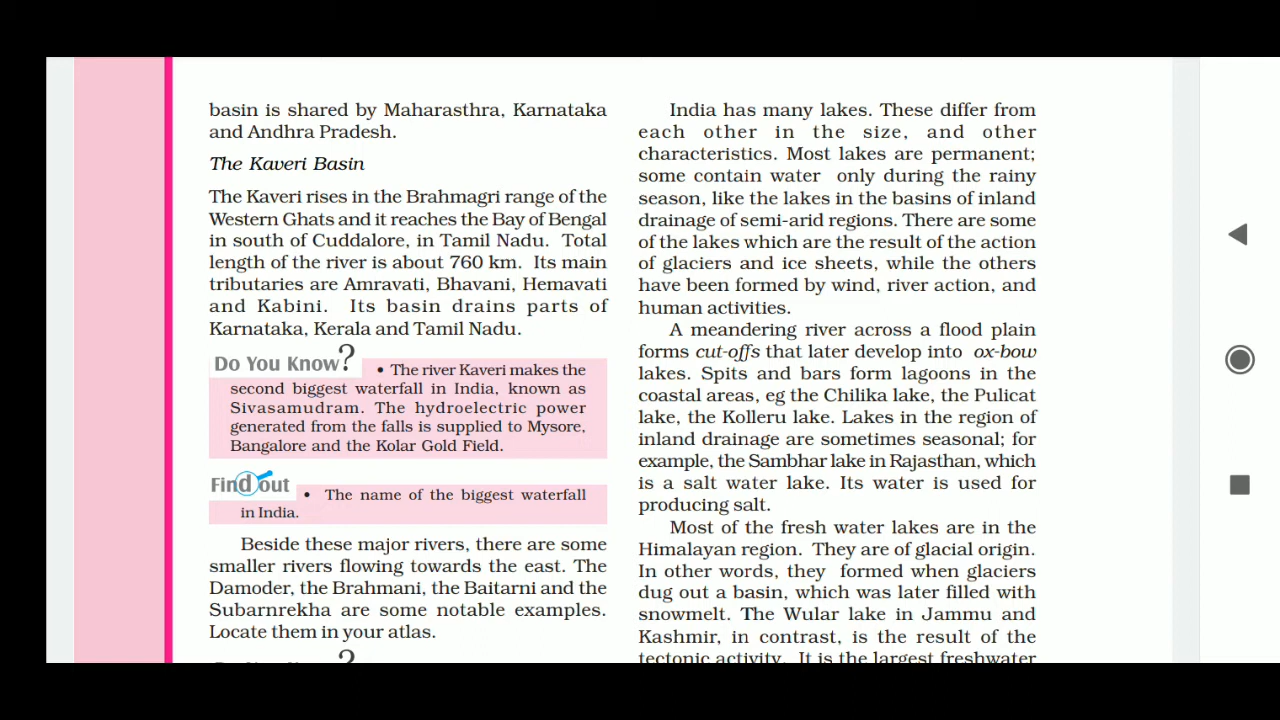 basin is shared by Maharasthra, Karnataka
and Andhra Pradesh.
The Kaveri Basin
The Kaveri rises in the Brahmagri range of the
Western Ghats and it reaches the Bay of Bengal
in south of Cuddalore, in Tamil Nadu. Total
length of the river is about 760 km. Its main
tributaries are Amravati, Bhavani, Hemavati
and Kabini. Its basin drains parts of
Karnataka, Kerala and Tamil Nadu.
Do You Know?
• The river Kaveri makes the
second biggest waterfall in India, known as
Sivasamudram. The hydroelectric power
generated from the falls is supplied to Mysore,
Bangalore and the Kolar Gold Field.
Find out
• The name of the biggest waterfall
in India.
Beside these major rivers, there are some
smaller rivers flowing towards the east. The
Damoder, the Brahmani, the Baitarni and the
Subarnrekha are some notable examples.
Locate them in your atlas.
India has many lakes. These differ from
each other in the size, and other
characteristics. Most lakes are permanent;
some contain water only during the rainy
season, like the lakes in the basins of inland
drainage of semi-arid regions. There are some
of the lakes which are the result of the action
of glaciers and ice sheets, while the others
have been formed by wind, river action, and
human activities.
A meandering river across a flood plain
forms cut-offs that later develop into ox-bow
lakes. Spits and bars form lagoons in the
coastal areas, eg the Chilika lake, the Pulicat
lake, the Kolleru lake. Lakes in the region of
inland drainage are sometimes seasonal; for
example, the Sambhar lake in Rajasthan, which
is a salt water lake. Its water is used for
producing salt.
Most of the fresh water lakes are in the
Himalayan region. They are of glacial origin.
In other words, they formed when glaciers
dug out a basin, which was later filled with
snowmelt. The Wular lake in Jammu and
Kashmir, in contrast, is the result of the
tectonic activity. It is the largest freshwater